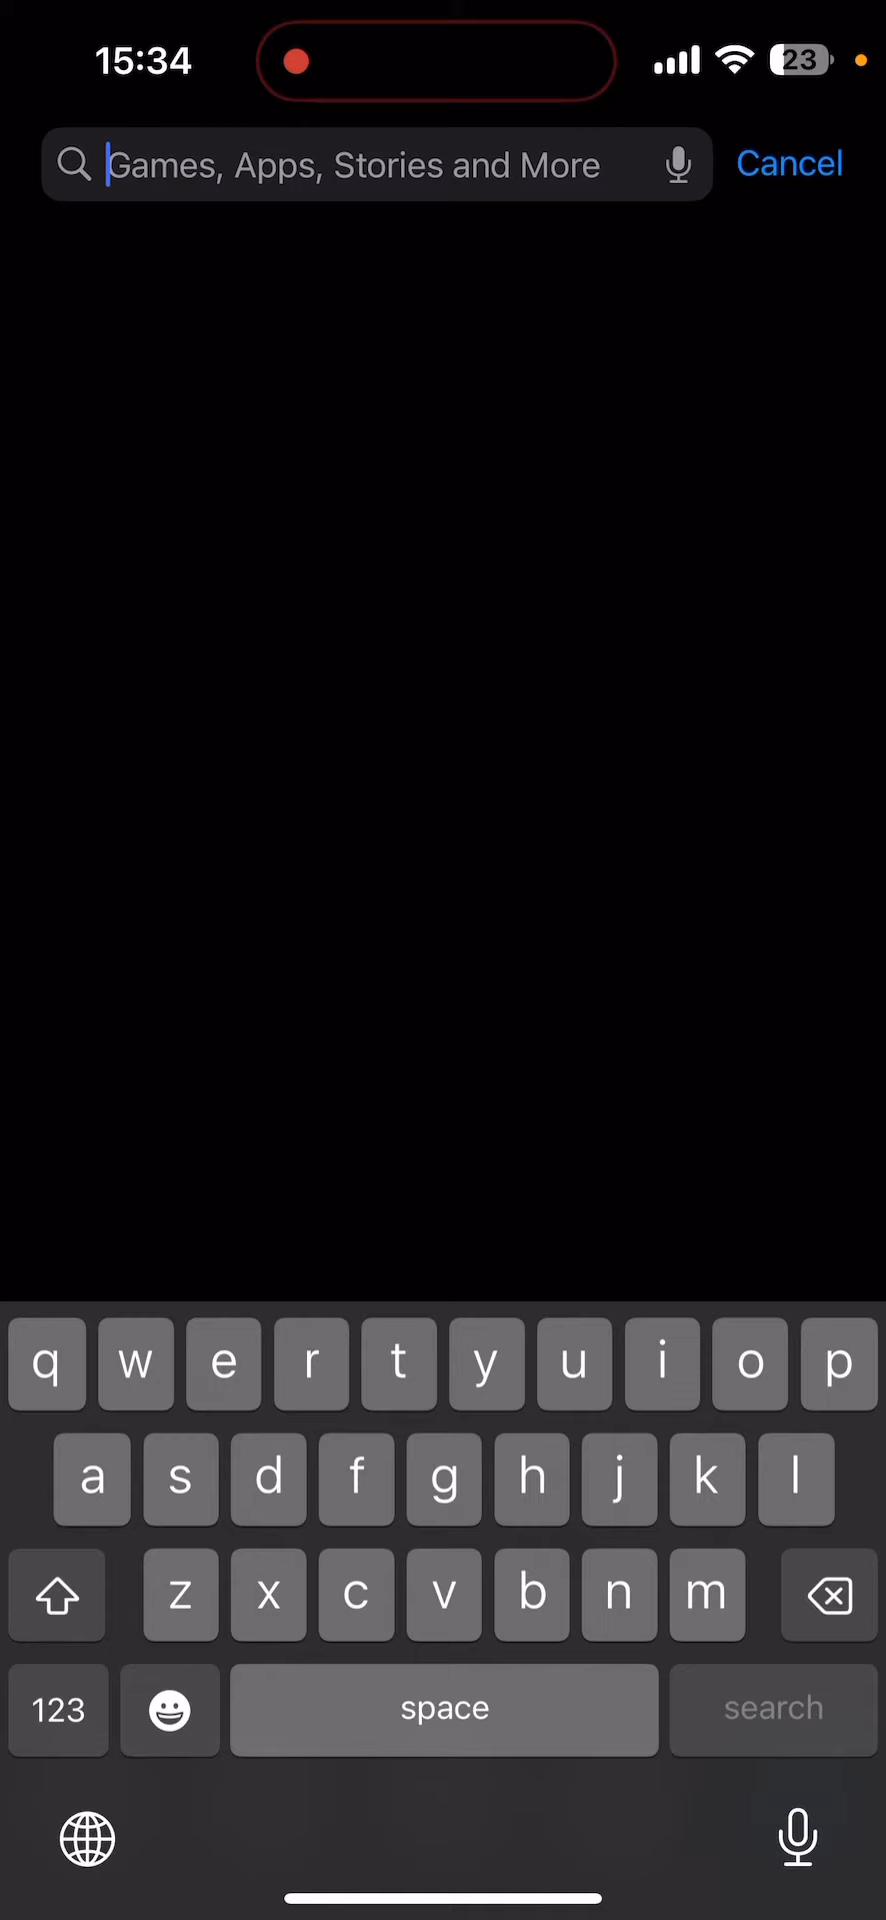 15:34
23
Games, Apps, Stories and More
Cancel
q w e r t y u i o p
a s d f g h j k l
z x c v b n m
123
space
search